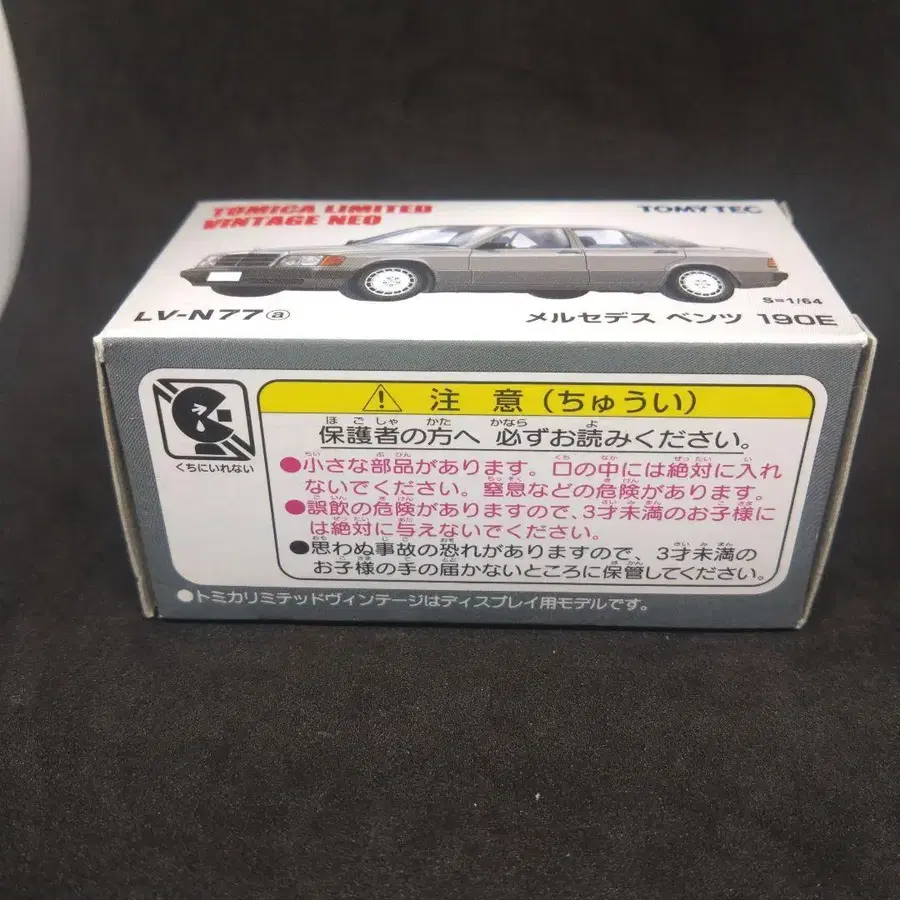 TOMICA LIMITED
VINTAGE NEO
TOMYTEC
S=1/64
LV-N77ⓐ
メルセデス ベンツ 190E
くちにいれない
⚠ 注 意 (ちゅうい)
ほごしゃ かた かなら よ
保護者の方へ 必ずお読みください。
ちい ぶひん くち なか ぜったい い
●小さな部品があります。口の中には絶対に入れ
ちっそく きけん
ないでください。窒息などの危険があります。
ごいん きけん さいみまん こさま
●誤飲の危険がありますので、3才未満のお子様に
ぜったい あた
は絶対に与えないでください。
おも じこ おそ さいみまん
●思わぬ事故の恐れがありますので、3才未満の
こさま て とど ほかん
お子様の手の届かないところに保管してください。
●トミカリミテッドヴィンテージはディスプレイ用モデルです。